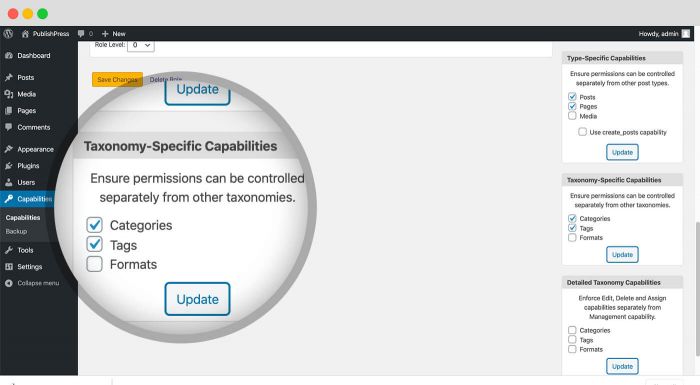 PublishPress
0
New
Howdy, admin
Dashboard
Posts
Media
Pages
Comments
Appearance
Plugins
Users
Capabilities
Capabilities
Backup
Tools
Settings
Collapse menu
Role Level: 0
Save Changes
Delete Role
Update
Taxonomy-Specific Capabilities
Ensure permissions can be controlled
separately from other taxonomies.
Categories
Tags
Formats
Update
Type-Specific Capabilities
Ensure permissions can be controlled
separately from other post types.
Posts
Pages
Media
Use create_posts capability
Update
Taxonomy-Specific Capabilities
Ensure permissions can be controlled
separately from other taxonomies.
Categories
Tags
Formats
Update
Detailed Taxonomy Capabilities
Enforce Edit, Delete and Assign
capabilities separately from
Management capability.
Categories
Tags
Formats
Update